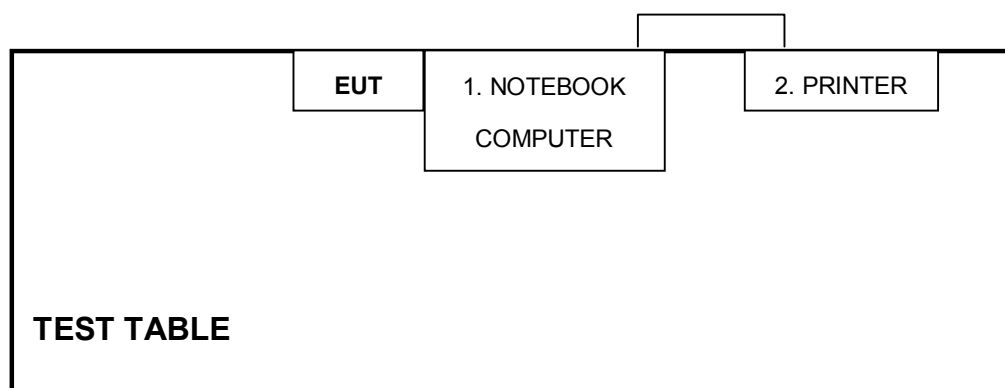 EUT
1. NOTEBOOK
COMPUTER
2. PRINTER
TEST TABLE